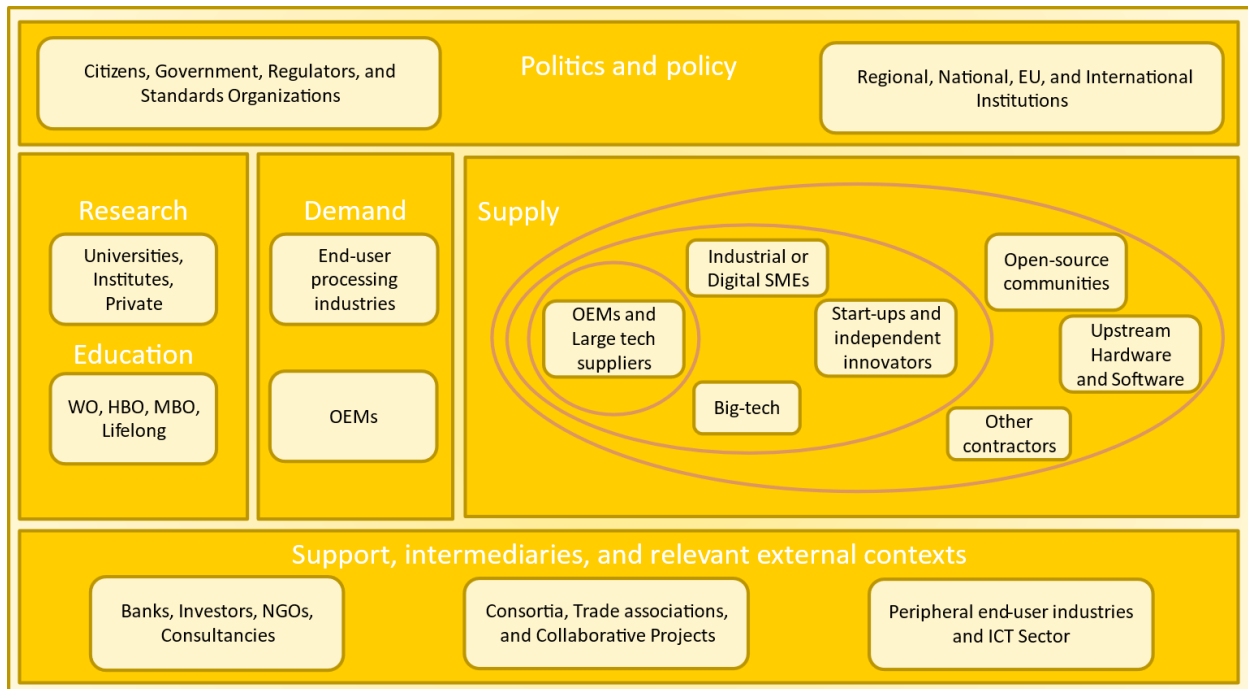 Politics and policy
Citizens, Government, Regulators, and
Standards Organizations
Regional, National, EU, and International
Institutions
Research
Universities,
Institutes,
Private
Education
WO, HBO, MBO,
Lifelong
Demand
End-user
processing
industries
OEMs
Supply
OEMs and
Large tech
suppliers
Industrial or
Digital SMEs
Start-ups and
independent
innovators
Big-tech
Open-source
communities
Upstream
Hardware
and Software
Other
contractors
Support, intermediaries, and relevant external contexts
Banks, Investors, NGOs,
Consultancies
Consortia, Trade associations,
and Collaborative Projects
Peripheral end-user industries
and ICT Sector